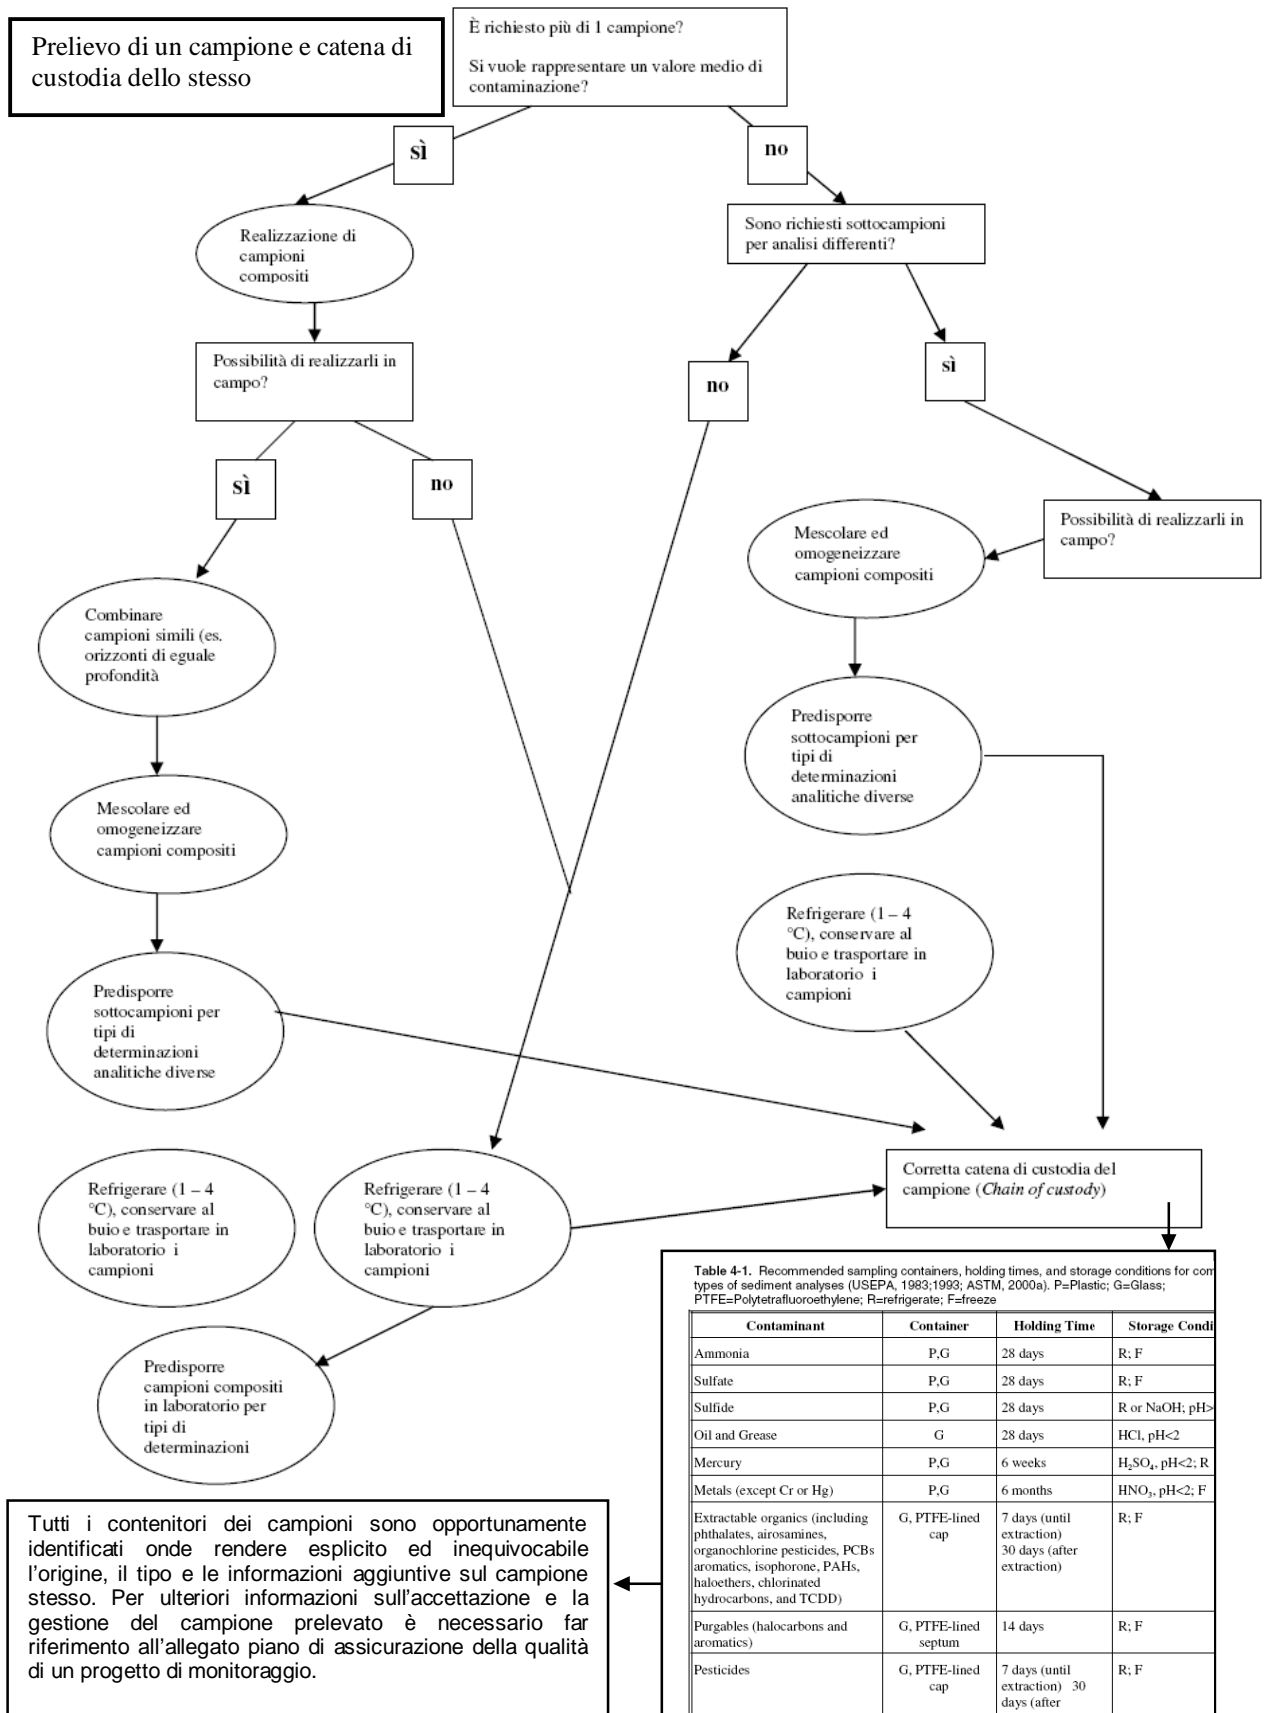 Prelievo di un campione e catena di
custodia dello stesso
È richiesto più di 1 campione?
Si vuole rappresentare un valore medio di
contaminazione?
sì
no
Realizzazione di
campioni
compositi
Sono richiesti sottocampioni
per analisi differenti?
Possibilità di realizzarli in
campo?
no
sì
sì
no
Possibilità di realizzarli in
campo?
Mescolare ed
omogeneizzare
campioni compositi
Combinare
campioni simili (es.
orizzonti di eguale
profondità
Predisporre
sottocampioni per
tipi di
determinazioni
analitiche diverse
Mescolare ed
omogeneizzare
campioni compositi
Refrigerare (1 – 4
°C), conservare al
buio e trasportare in
laboratorio i
campioni
Predisporre
sottocampioni per
tipi di
determinazioni
analitiche diverse
Refrigerare (1 – 4
°C), conservare al
buio e trasportare in
laboratorio i
campioni
Refrigerare (1 – 4
°C), conservare al
buio e trasportare in
laboratorio i
campioni
Corretta catena di custodia del
campione (Chain of custody)
Predisporre
campioni compositi
in laboratorio per
tipi di
determinazioni
Table 4-1. Recommended sampling containers, holding times, and storage conditions for com
types of sediment analyses (USEPA, 1983;1993; ASTM, 2000a). P=Plastic; G=Glass;
PTFE=Polytetrafluoroethylene; R=refrigerate; F=freeze
Contaminant Container Holding Time Storage Condi
Ammonia P,G 28 days R; F
Sulfate P,G 28 days R; F
Sulfide P,G 28 days R or NaOH; pH>
Oil and Grease G 28 days HCl, pH<2
Mercury P,G 6 weeks H₂SO₄, pH<2; R
Metals (except Cr or Hg) P,G 6 months HNO₃, pH<2; F
Extractable organics (including G, PTFE-lined 7 days (until R; F
phthalates, airosamines, cap extraction)
organochlorine pesticides, PCBs 30 days (after
aromatics, isophorone, PAHs, extraction)
haloethers, chlorinated
hydrocarbons, and TCDD)
Purgables (halocarbons and G, PTFE-lined 14 days R; F
aromatics) septum
Pesticides G, PTFE-lined 7 days (until R; F
cap extraction) 30
days (after
Tutti i contenitori dei campioni sono opportunamente
identificati onde rendere esplicito ed inequivocabile
l'origine, il tipo e le informazioni aggiuntive sul campione
stesso. Per ulteriori informazioni sull'accettazione e la
gestione del campione prelevato è necessario far
riferimento all'allegato piano di assicurazione della qualità
di un progetto di monitoraggio.